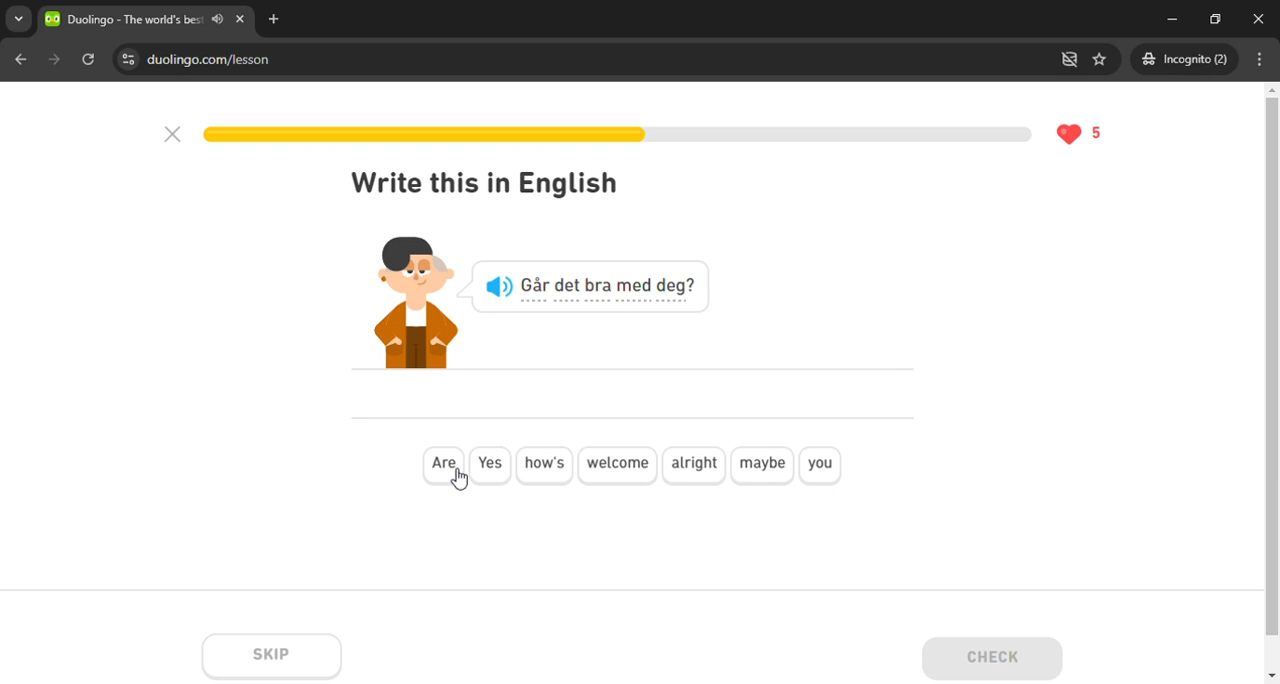 Duolingo - The world's best
duolingo.com/lesson
Incognito (2)
5
Write this in English
Går det bra med deg?
Are Yes how's welcome alright maybe you
SKIP
CHECK